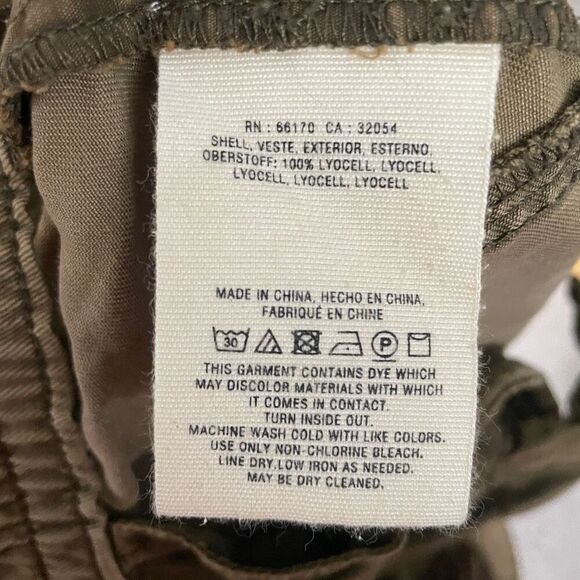 RN : 66170 CA : 32054
SHELL, VESTE, EXTERIOR, ESTERNO,
OBERSTOFF: 100% LYOCELL, LYOCELL,
LYOCELL, LYOCELL, LYOCELL
MADE IN CHINA, HECHO EN CHINA,
FABRIQUÉ EN CHINE
30 P
THIS GARMENT CONTAINS DYE WHICH
MAY DISCOLOR MATERIALS WITH WHICH
IT COMES IN CONTACT.
TURN INSIDE OUT.
MACHINE WASH COLD WITH LIKE COLORS.
USE ONLY NON-CHLORINE BLEACH.
LINE DRY.LOW IRON AS NEEDED.
MAY BE DRY CLEANED.